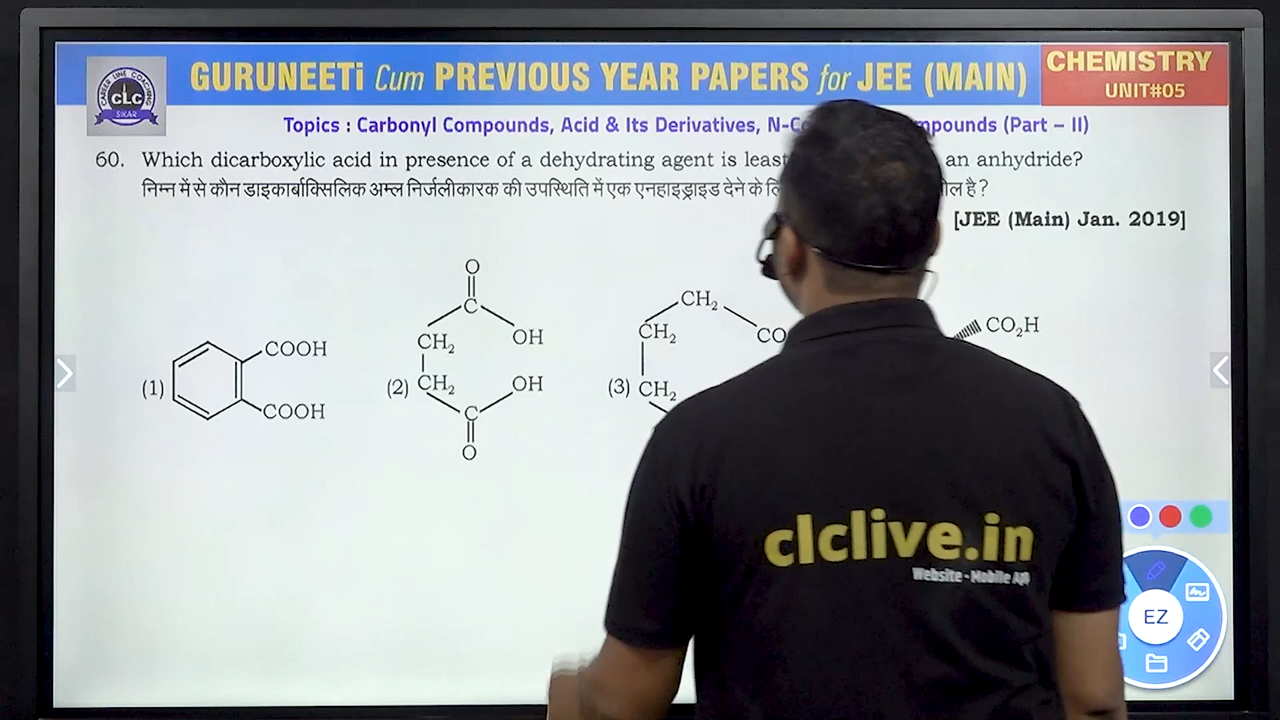 GURUNEETi Cum PREVIOUS YEAR PAPERS for JEE (MAIN)
CHEMISTRY
UNIT#05
CAREER LINE COACHING
CLC
SIKAR
Topics : Carbonyl Compounds, Acid & Its Derivatives, (Part – II)
60. Which dicarboxylic acid in presence of a dehydrating agent is least an anhydride?
निम्न में से कौन डाइकार्बाक्सिलिक अम्ल निर्जलीकारक की उपस्थिति में एक एनहाइड्राइड देने के है ?
[JEE (Main) Jan. 2019]
(1)
COOH
COOH
(2)
O
C
OH
CH₂
CH₂
OH
C
O
(3)
CH₂
CH₂
CH₂
CO₂H
clclive.in
Website - Mobile App
EZ